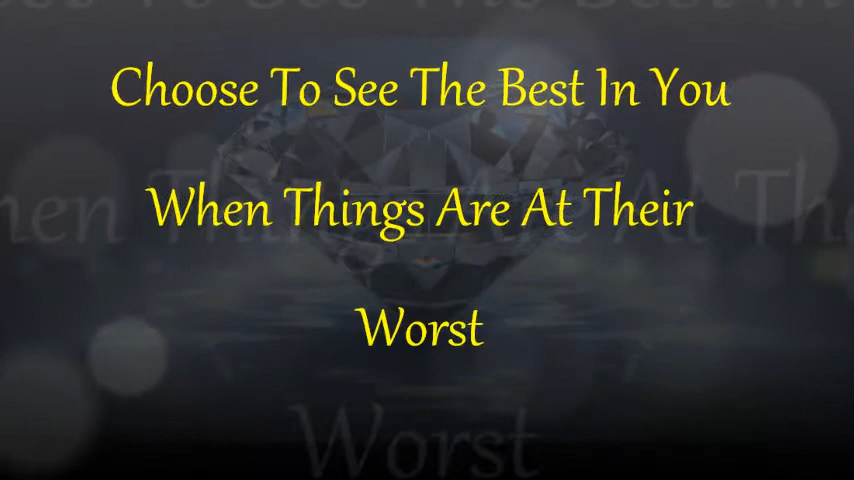 Choose To See The Best In You
When Things Are At Their
Worst